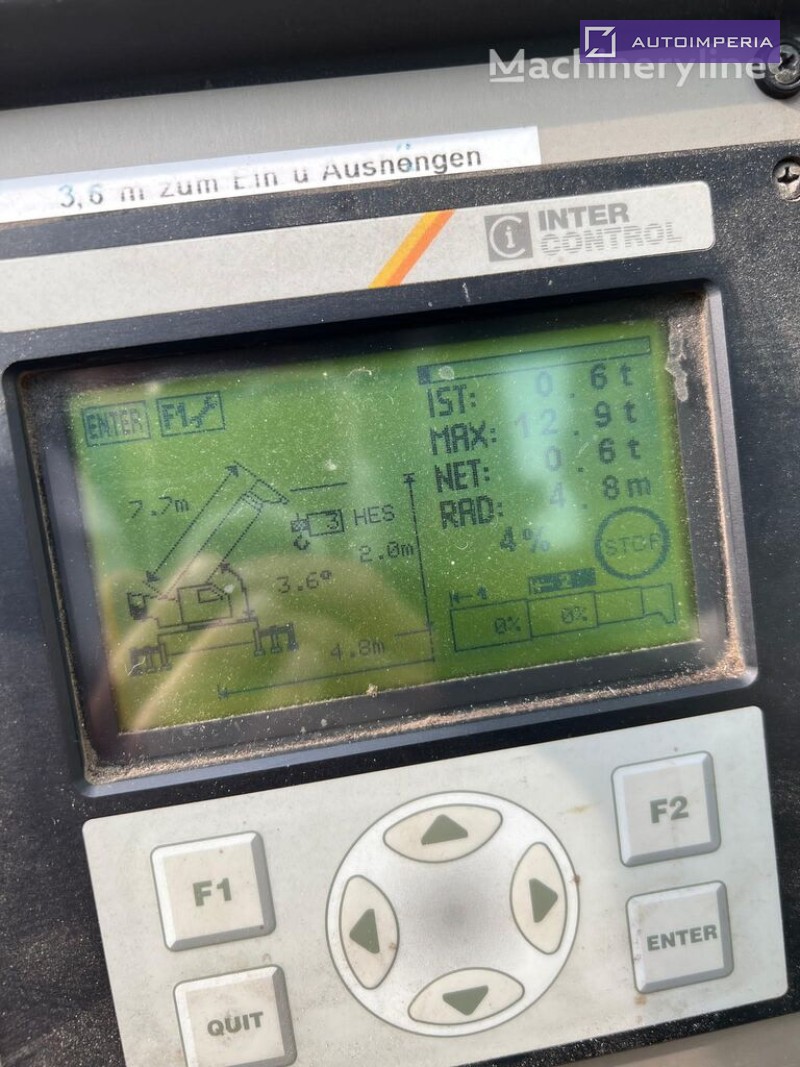 AUTOIMPERIA
Machineryline
3,6 m zum Ein u Aushängen
INTER
CONTROL
ENTER F1
IST: 0.6t
MAX: 12.9t
NET: 0.6t
RAD: 4.8m
4%
STOP
7.7m
3 HES
2.0m
3.6°
4.8m
1 2
0% 0%
F1
F2
QUIT
ENTER